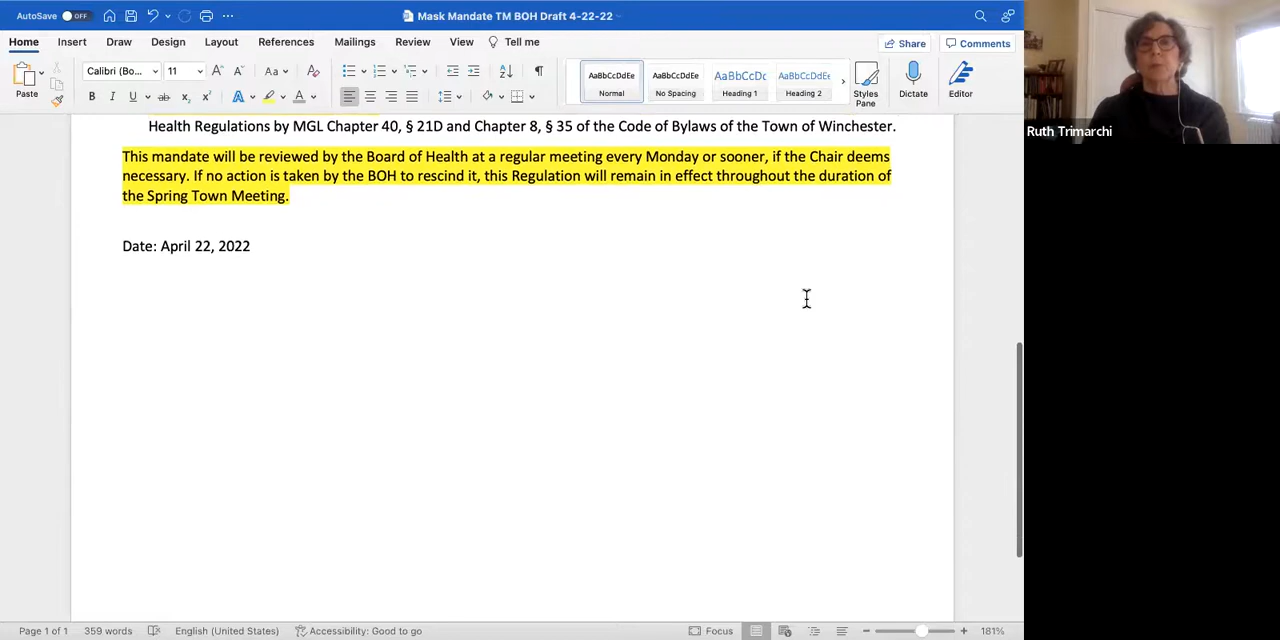 AutoSave OFF Mask Mandate TM BOH Draft 4-22-22
Home Insert Draw Design Layout References Mailings Review View Tell me Share Comments
Paste Calibri (Bo... 11 Aa
AaBbCcDdEe AaBbCcDdEe AaBbCcDc AaBbCcDdEe
Normal No Spacing Heading 1 Heading 2 Styles Pane Dictate Editor
Ruth Trimarchi
Health Regulations by MGL Chapter 40, § 21D and Chapter 8, § 35 of the Code of Bylaws of the Town of Winchester.
This mandate will be reviewed by the Board of Health at a regular meeting every Monday or sooner, if the Chair deems
necessary. If no action is taken by the BOH to rescind it, this Regulation will remain in effect throughout the duration of
the Spring Town Meeting.
Date: April 22, 2022
Page 1 of 1 359 words English (United States) Accessibility: Good to go Focus 181%